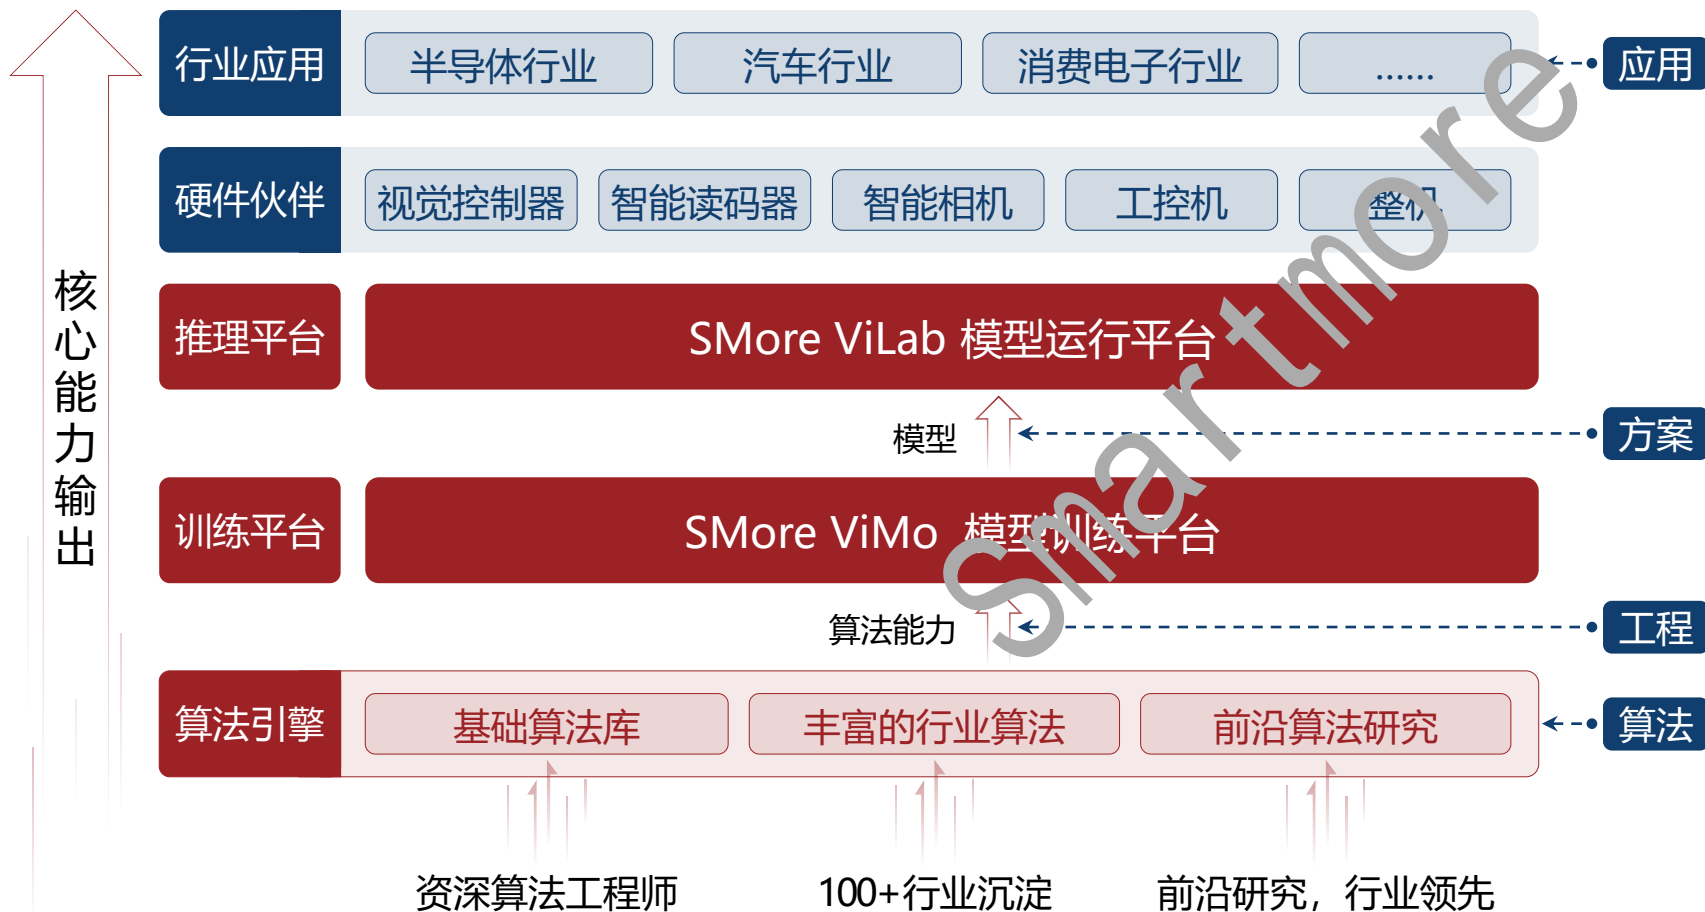 核心能力输出
行业应用
半导体行业
汽车行业
消费电子行业
......
应用
硬件伙伴
视觉控制器
智能读码器
智能相机
工控机
整机
推理平台
SMore ViLab 模型运行平台
模型
方案
训练平台
SMore ViMo 模型训练平台
算法能力
工程
算法引擎
基础算法库
丰富的行业算法
前沿算法研究
算法
资深算法工程师
100+行业沉淀
前沿研究，行业领先
Smartmore